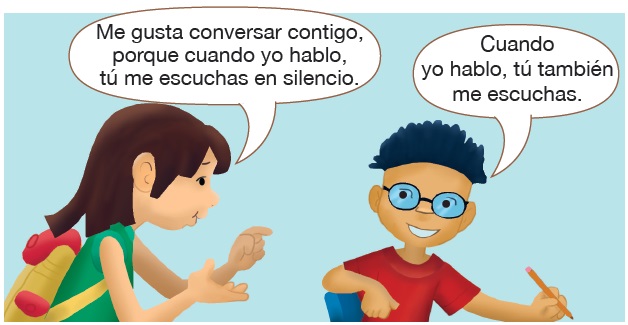 Me gusta conversar contigo,
porque cuando yo hablo,
tú me escuchas en silencio.
Cuando
yo hablo, tú también
me escuchas.